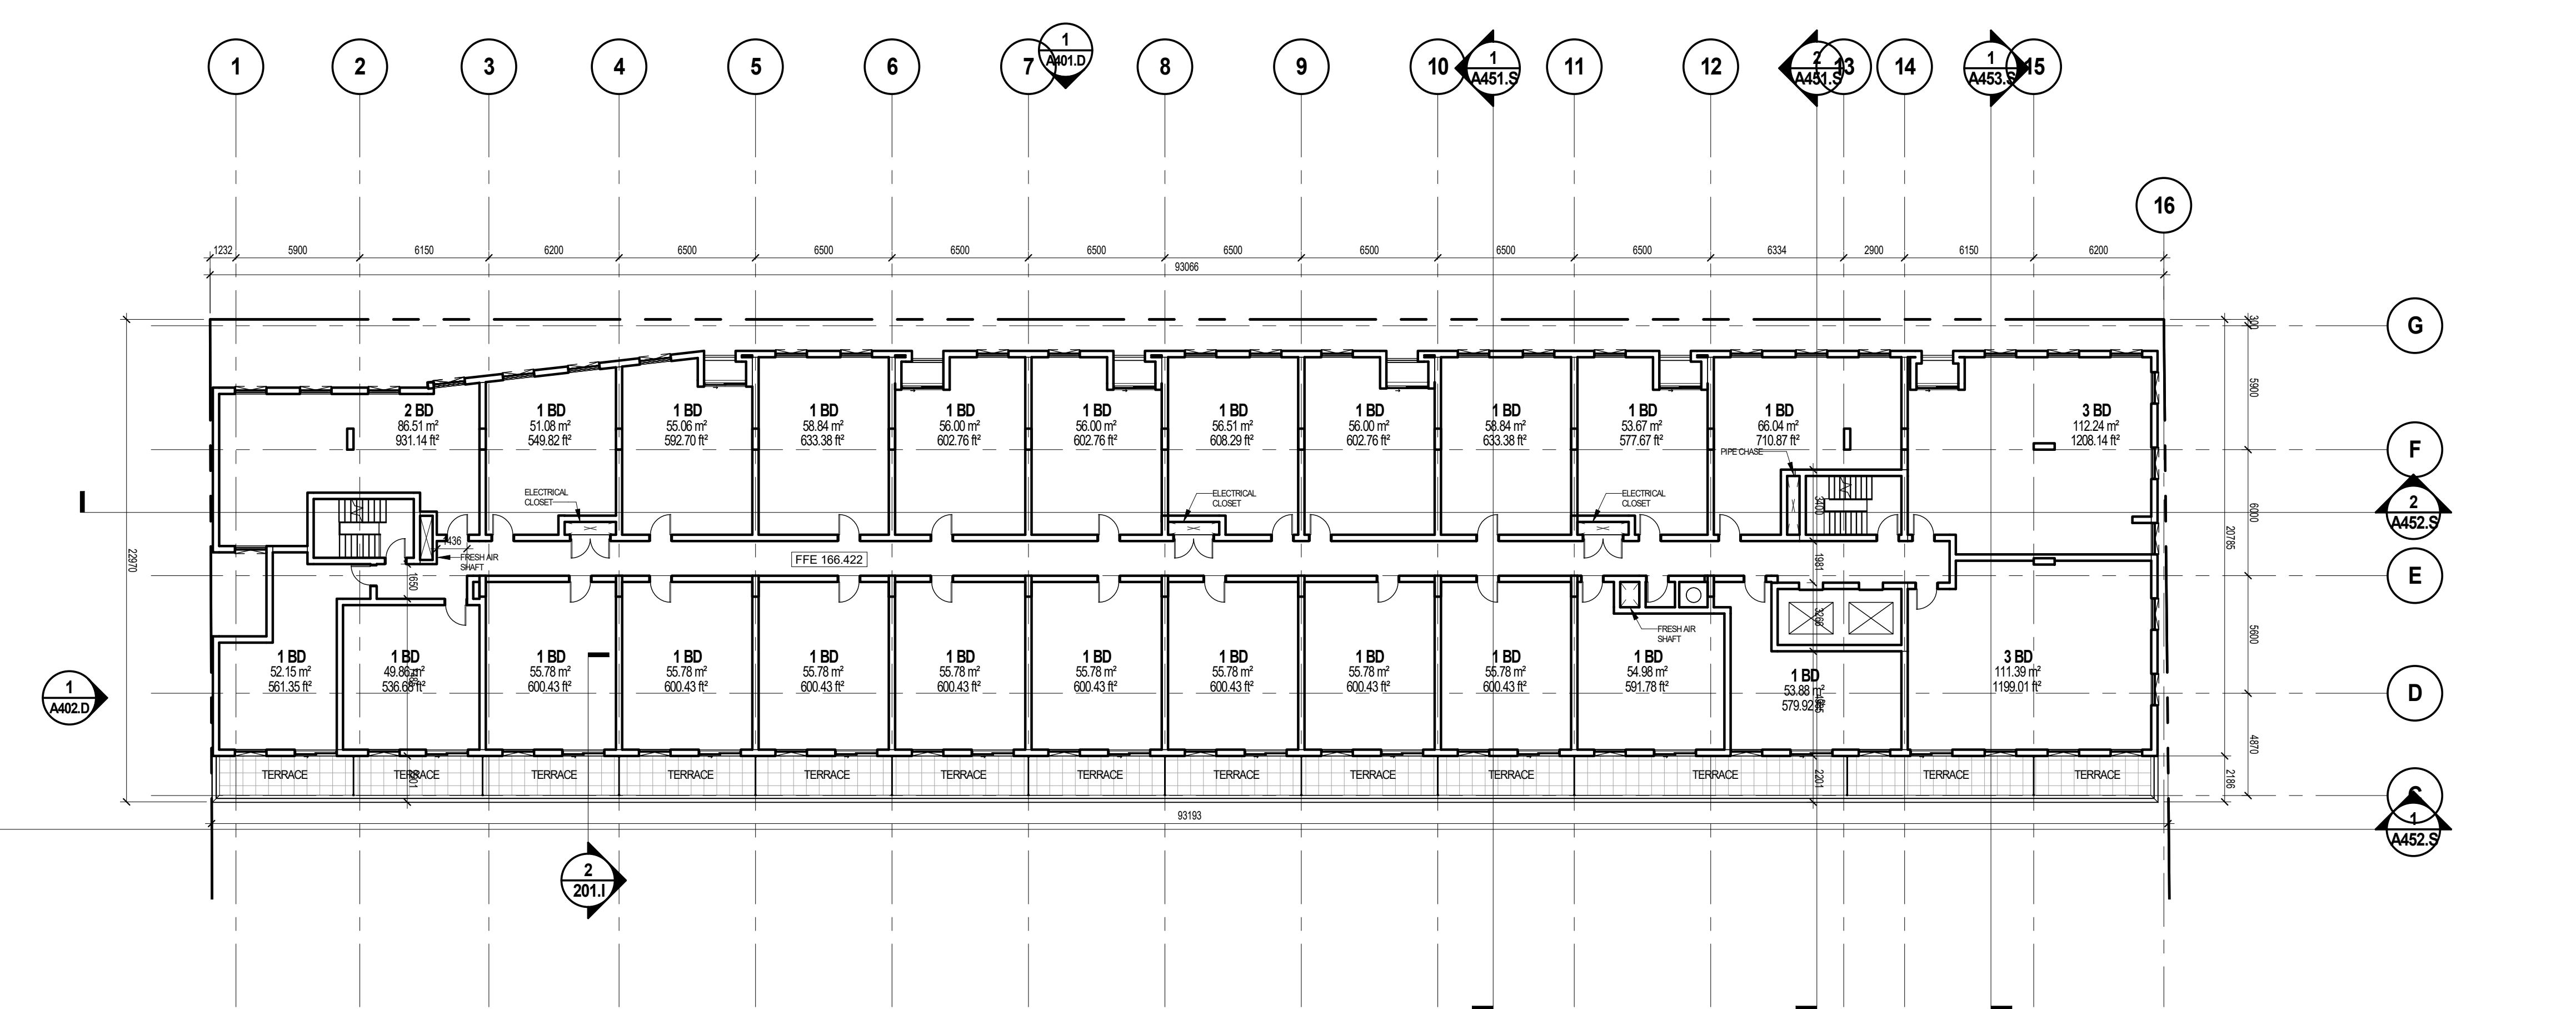 1
2
3
4
5
6
7
1
A401.D
8
9
10
1
A451.S
11
12
2
A451.S
13
14
1
A453.S
15
16
1232
5900
6150
6200
6500
6500
6500
6500
6500
6500
6500
6500
6334
2900
6150
6200
93066
G
F
2
A452.S
E
D
1
A452.S
300
5900
6000
5600
4870
20785
2186
22970
2 BD
86.51 m²
931.14 ft²
1 BD
51.08 m²
549.82 ft²
1 BD
55.06 m²
592.70 ft²
1 BD
58.84 m²
633.38 ft²
1 BD
56.00 m²
602.76 ft²
1 BD
56.00 m²
602.76 ft²
1 BD
56.51 m²
608.29 ft²
1 BD
56.00 m²
602.76 ft²
1 BD
58.84 m²
633.38 ft²
1 BD
53.67 m²
577.67 ft²
1 BD
66.04 m²
710.87 ft²
3 BD
112.24 m²
1208.14 ft²
PIPE CHASE
ELECTRICAL
CLOSET
ELECTRICAL
CLOSET
ELECTRICAL
CLOSET
3400
1436
FRESH AIR
SHAFT
1650
FFE 166.422
1981
FRESH AIR
SHAFT
1
A402.D
1 BD
52.15 m²
561.35 ft²
1 BD
49.86 m²
536.68 ft²
1 BD
55.78 m²
600.43 ft²
1 BD
55.78 m²
600.43 ft²
1 BD
55.78 m²
600.43 ft²
1 BD
55.78 m²
600.43 ft²
1 BD
55.78 m²
600.43 ft²
1 BD
55.78 m²
600.43 ft²
1 BD
55.78 m²
600.43 ft²
1 BD
55.78 m²
600.43 ft²
1 BD
54.98 m²
591.78 ft²
1 BD
53.88 m²
579.92 ft²
3 BD
111.39 m²
1199.01 ft²
TERRACE
TERRACE
TERRACE
TERRACE
TERRACE
TERRACE
TERRACE
TERRACE
TERRACE
TERRACE
TERRACE
TERRACE
TERRACE
2201
93193
2
201.I